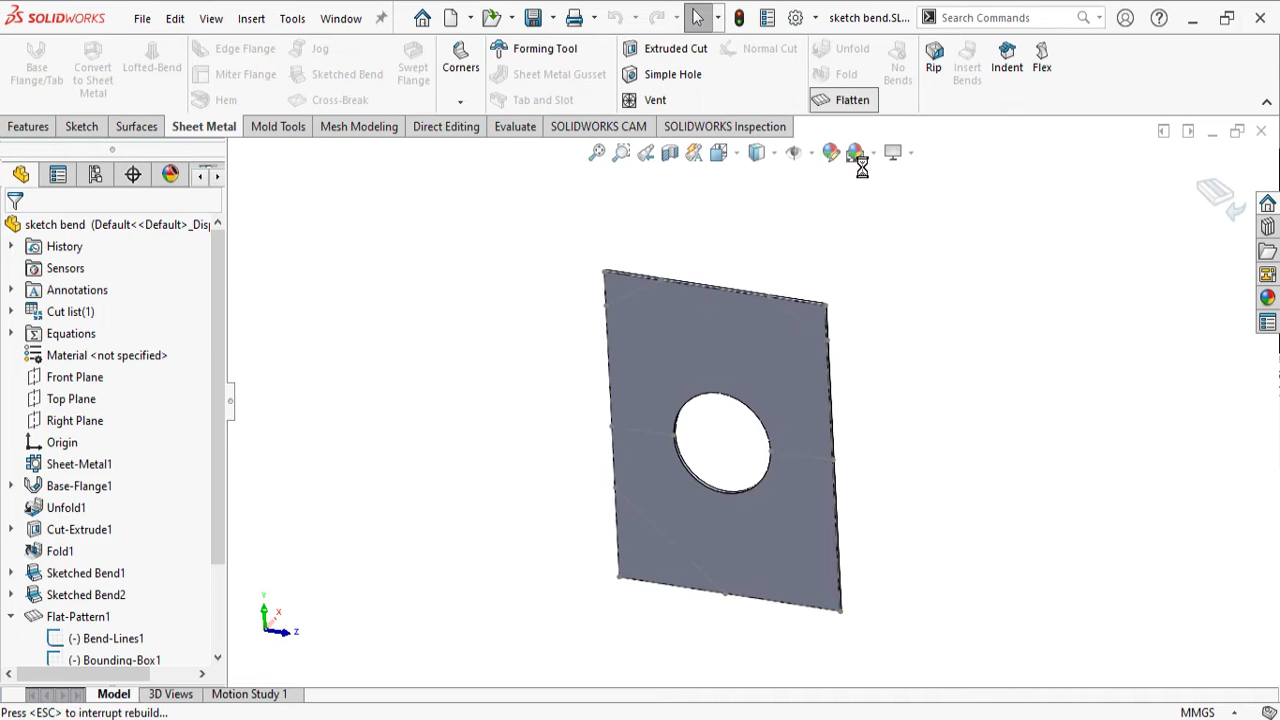 SOLIDWORKS File Edit View Insert Tools Window sketch bend.SL... Search Commands
Base Flange/Tab Convert to Sheet Metal Lofted-Bend Edge Flange Miter Flange Hem Jog Sketched Bend Cross-Break Swept Flange Corners Forming Tool Sheet Metal Gusset Tab and Slot Extruded Cut Simple Hole Vent Normal Cut Unfold Fold Flatten No Bends Rip Insert Bends Indent Flex
Features Sketch Surfaces Sheet Metal Mold Tools Mesh Modeling Direct Editing Evaluate SOLIDWORKS CAM SOLIDWORKS Inspection
sketch bend (Default<<Default>_Disp
History
Sensors
Annotations
Cut list(1)
Equations
Material <not specified>
Front Plane
Top Plane
Right Plane
Origin
Sheet-Metal1
Base-Flange1
Unfold1
Cut-Extrude1
Fold1
Sketched Bend1
Sketched Bend2
Flat-Pattern1
(-) Bend-Lines1
(-) Bounding-Box1
Y
X
Z
Model 3D Views Motion Study 1
Press <ESC> to interrupt rebuild... MMGS